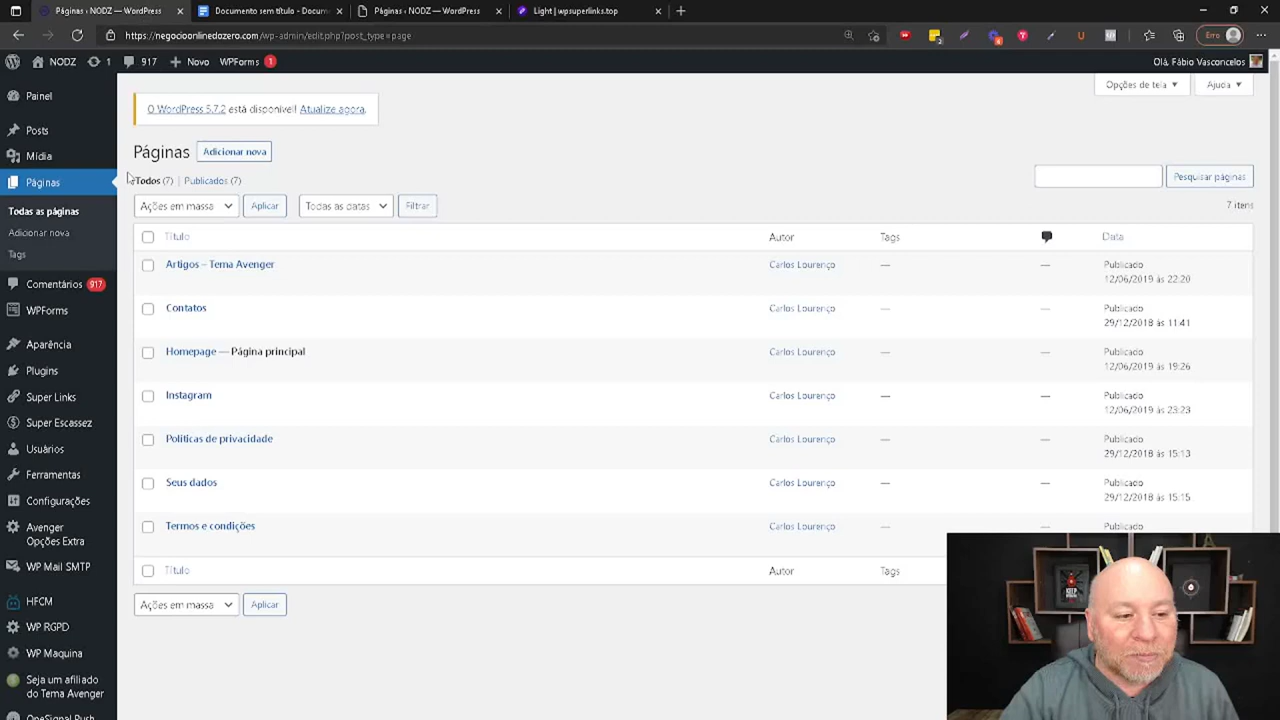 Páginas ‹ NODZ — WordPress
Documento sem título - Docum
Páginas ‹ NODZ — WordPress
Light | wpsuperlinks.top
https://negocioonlinedozero.com/wp-admin/edit.php?post_type=page
Erro
NODZ 1 917 Novo WPForms 1
Olá, Fábio Vasconcelos
Painel
Posts
Mídia
Páginas
Todas as páginas
Adicionar nova
Tags
Comentários 917
WPForms
Aparência
Plugins
Super Links
Super Escassez
Usuários
Ferramentas
Configurações
Avenger
Opções Extra
WP Mail SMTP
HFCM
WP RGPD
WP Maquina
Seja um afiliado
do Tema Avenger
OneSignal Push
Opções de tela
Ajuda
O WordPress 5.7.2 está disponível! Atualize agora.
Páginas Adicionar nova
Todos (7) | Publicados (7)
Pesquisar páginas
Ações em massa Aplicar Todas as datas Filtrar
7 itens
Título Autor Tags Data
Artigos – Tema Avenger Carlos Lourenço — — Publicado
12/06/2019 às 22:20
Contatos Carlos Lourenço — — Publicado
29/12/2018 às 11:41
Homepage — Página principal Carlos Lourenço — — Publicado
12/06/2019 às 19:26
Instagram Carlos Lourenço — — Publicado
12/06/2019 às 23:23
Políticas de privacidade Carlos Lourenço — — Publicado
29/12/2018 às 15:13
Seus dados Carlos Lourenço — — Publicado
29/12/2018 às 15:15
Termos e condições Carlos Lourenço — — Publicado
Título Autor Tags
Ações em massa Aplicar
KEEP